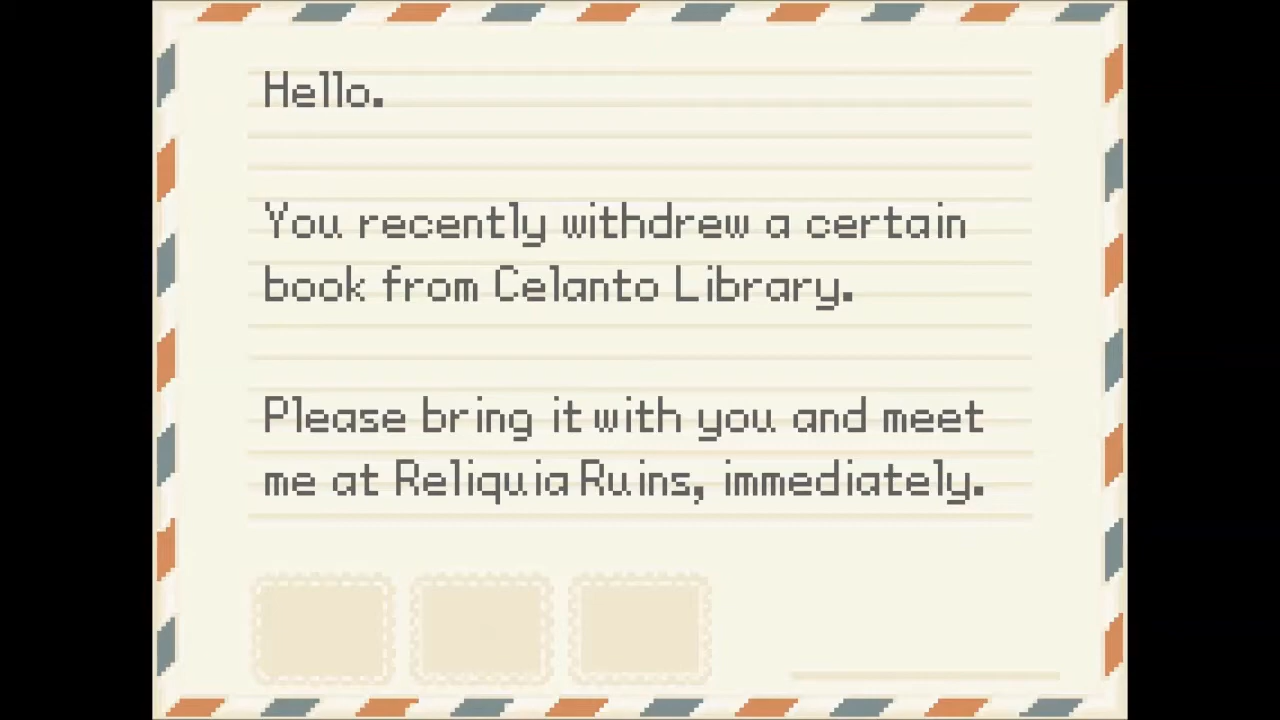 Hello.
You recently withdrew a certain
book from Celanto Library.
Please bring it with you and meet
me at Reliquia Ruins, immediately.